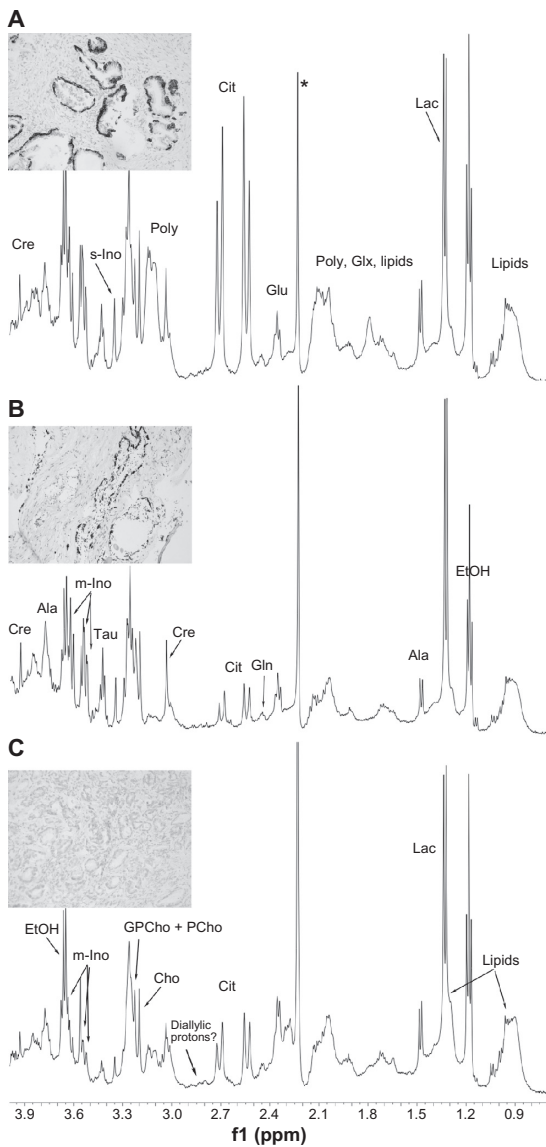 A
Cit
*
Lac
Cre
s-Ino
Poly
Glu
Poly, Glx, lipids
Lipids
B
Cre
Ala
m-Ino
Tau
Cre
Cit
Gln
Ala
EtOH
C
EtOH
m-Ino
GPCho + PCho
Cho
Diallylic
protons?
Cit
Lac
Lipids
3.9 3.6 3.3 3.0 2.7 2.4 2.1 1.8 1.5 1.2 0.9
f1 (ppm)